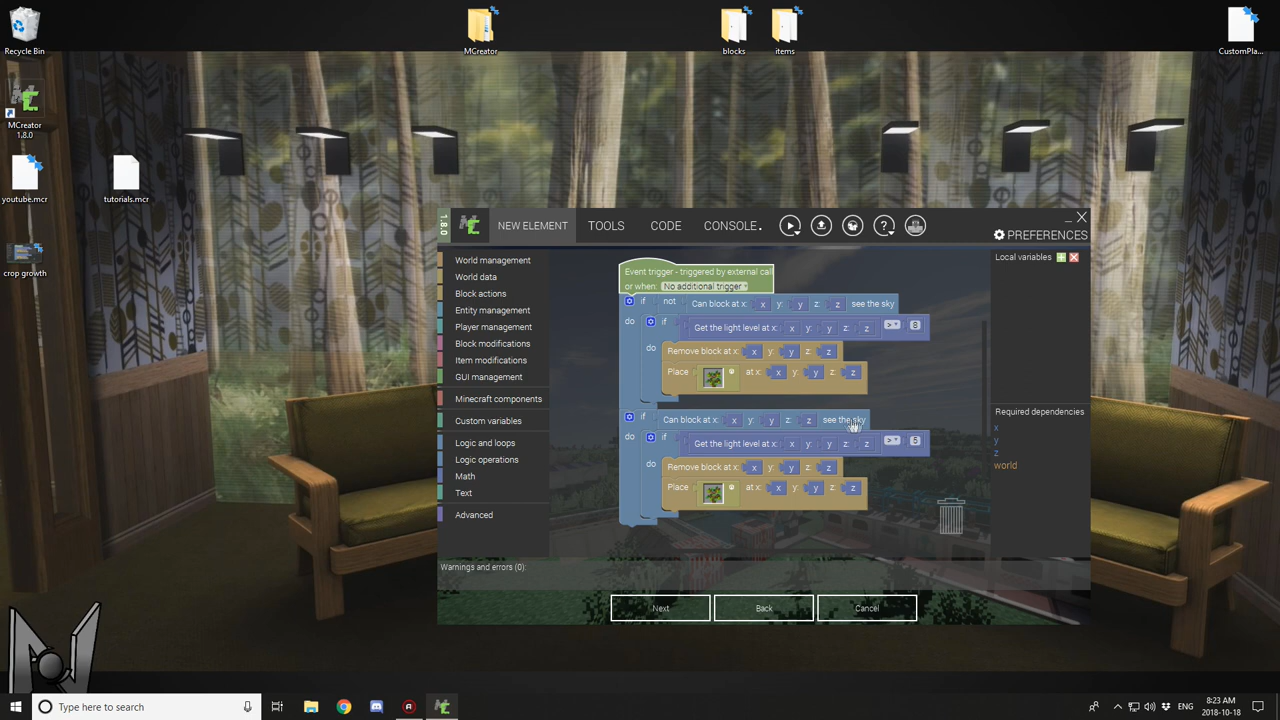 Recycle Bin
MCreator
blocks
items
CustomPla...
MCreator
1.8.0
youtube.mcr
tutorials.mcr
crop growth
1.8.0
NEW ELEMENT
TOOLS
CODE
CONSOLE
PREFERENCES
World management
World data
Block actions
Entity management
Player management
Block modifications
Item modifications
GUI management
Minecraft components
Custom variables
Logic and loops
Logic operations
Math
Text
Advanced
Event trigger - triggered by external call
or when: No additional trigger
if not Can block at x: x y: y z: z see the sky
do if Get the light level at x: x y: y z: z > 8
do Remove block at x: x y: y z: z
Place at x: x y: y z: z
if Can block at x: x y: y z: z see the sky
do if Get the light level at x: x y: y z: z > 5
do Remove block at x: x y: y z: z
Place at x: x y: y z: z
Local variables
Required dependencies
x
y
z
world
Warnings and errors (0):
Next
Back
Cancel
Type here to search
ENG
8:23 AM
2018-10-18